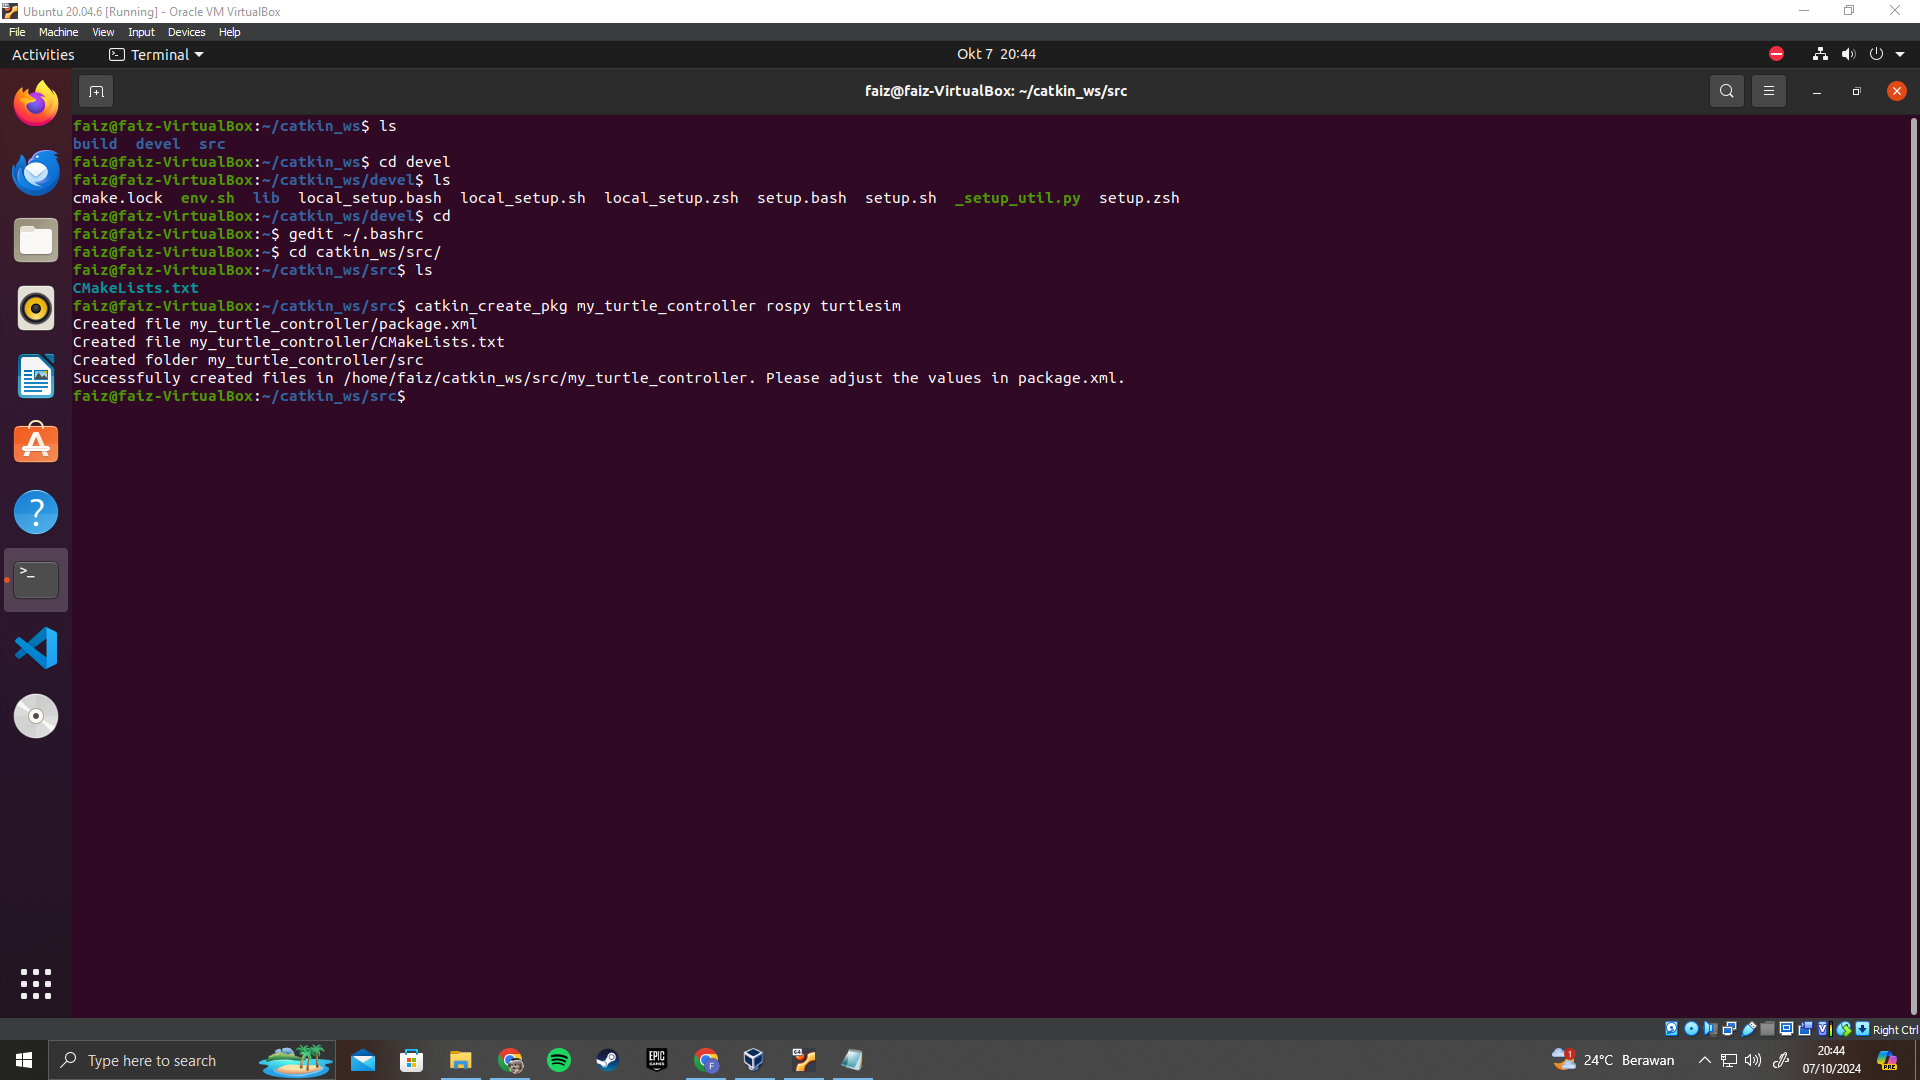 Ubuntu 20.04.6 [Running] - Oracle VM VirtualBox
File Machine View Input Devices Help
Activities Terminal Okt 7 20:44
faiz@faiz-VirtualBox: ~/catkin_ws/src
faiz@faiz-VirtualBox:~/catkin_ws$ ls
build devel src
faiz@faiz-VirtualBox:~/catkin_ws$ cd devel
faiz@faiz-VirtualBox:~/catkin_ws/devel$ ls
cmake.lock env.sh lib local_setup.bash local_setup.sh local_setup.zsh setup.bash setup.sh _setup_util.py setup.zsh
faiz@faiz-VirtualBox:~/catkin_ws/devel$ cd
faiz@faiz-VirtualBox:~$ gedit ~/.bashrc
faiz@faiz-VirtualBox:~$ cd catkin_ws/src/
faiz@faiz-VirtualBox:~/catkin_ws/src$ ls
CMakeLists.txt
faiz@faiz-VirtualBox:~/catkin_ws/src$ catkin_create_pkg my_turtle_controller rospy turtlesim
Created file my_turtle_controller/package.xml
Created file my_turtle_controller/CMakeLists.txt
Created folder my_turtle_controller/src
Successfully created files in /home/faiz/catkin_ws/src/my_turtle_controller. Please adjust the values in package.xml.
faiz@faiz-VirtualBox:~/catkin_ws/src$
Right Ctrl
Type here to search
EPIC GAMES
1 24°C Berawan
20:44
07/10/2024
PRE